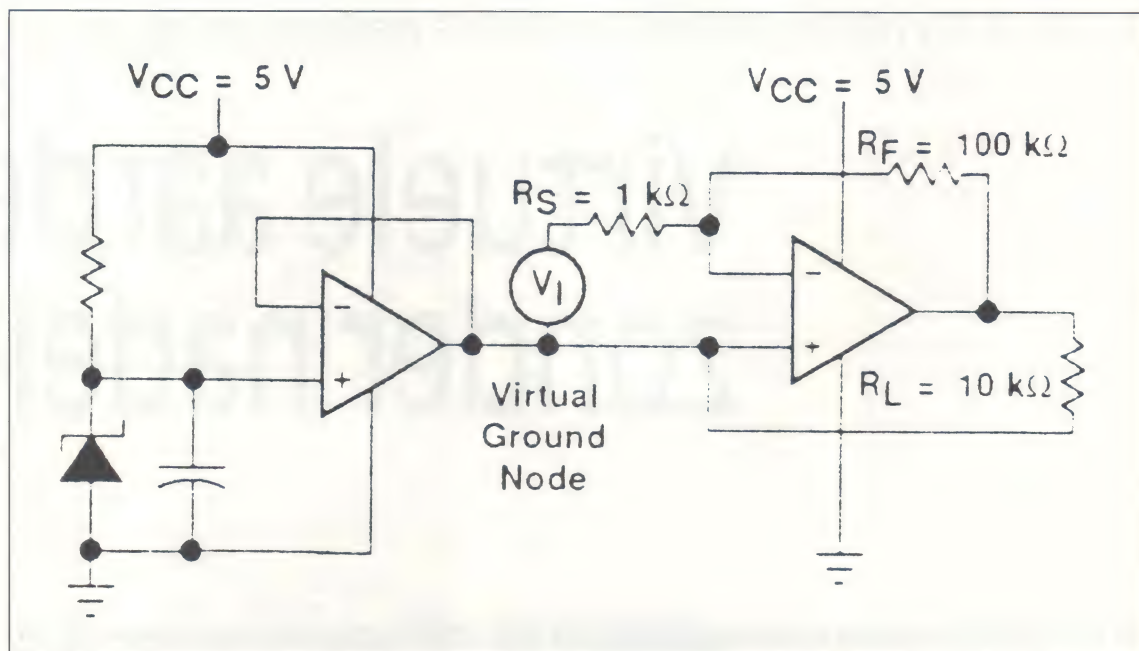 VCC = 5 V
VCC = 5 V
RF = 100 kΩ
RS = 1 kΩ
VI
−
+
−
+
RL = 10 kΩ
Virtual
Ground
Node